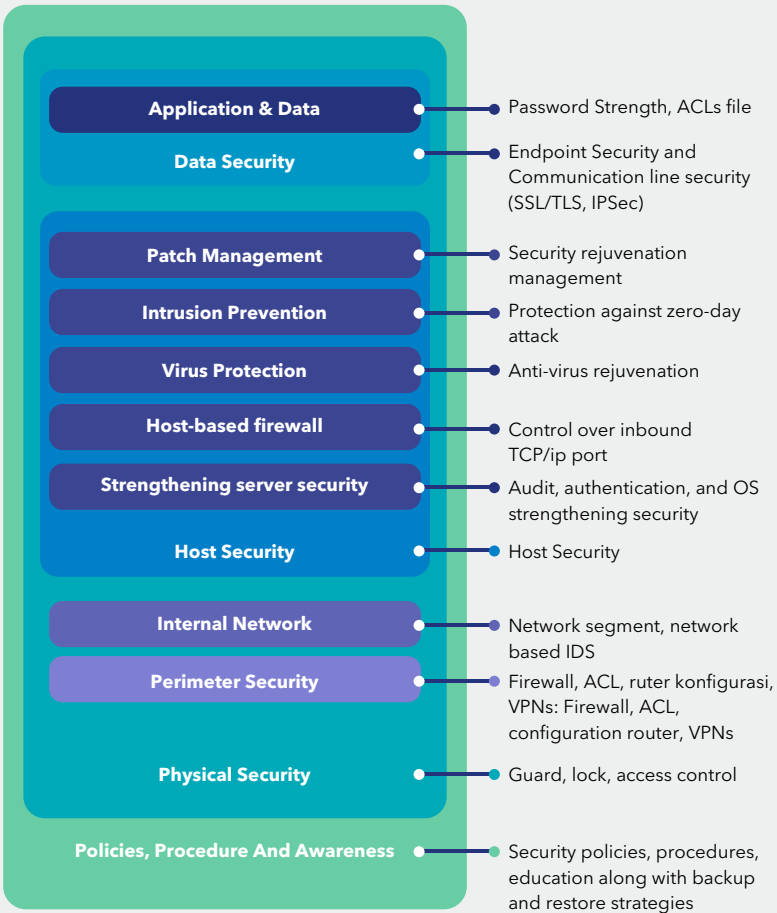 Application & Data
Password Strength, ACLs file
Data Security
Endpoint Security and
Communication line security
(SSL/TLS, IPSec)
Patch Management
Security rejuvenation
management
Intrusion Prevention
Protection against zero-day
attack
Virus Protection
Anti-virus rejuvenation
Host-based firewall
Control over inbound
TCP/ip port
Strengthening server security
Audit, authentication, and OS
strengthening security
Host Security
Host Security
Internal Network
Network segment, network
based IDS
Perimeter Security
Firewall, ACL, ruter konfigurasi,
VPNs: Firewall, ACL,
configuration router, VPNs
Physical Security
Guard, lock, access control
Policies, Procedure And Awareness
Security policies, procedures,
education along with backup
and restore strategies